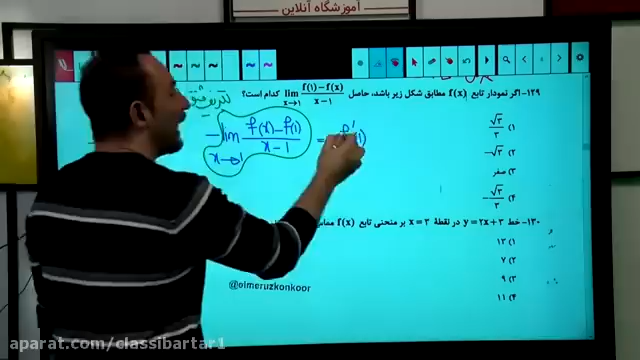 آموزشگاه آنلاین
۱۲۹- اگر نمودار تابع f(x) مطابق شکل زیر باشد، حاصل lim x→1 f(1)−f(x) / x−1 کدام است؟
−lim x→1 f(x)−f(1) / x−1 = f′(1)
۱) √۳/۳
۲) −√۳
۳) صفر
۴) −√۳/۳
۱۳۰- خط y=۲x+۳ در نقطهٔ x=۲ بر منحنی تابع f(x)
۱) ۱۳
۲) ۷
۳) ۹
۴) ۱۱
@olmeruzkonkoor
aparat.com/classibartar1